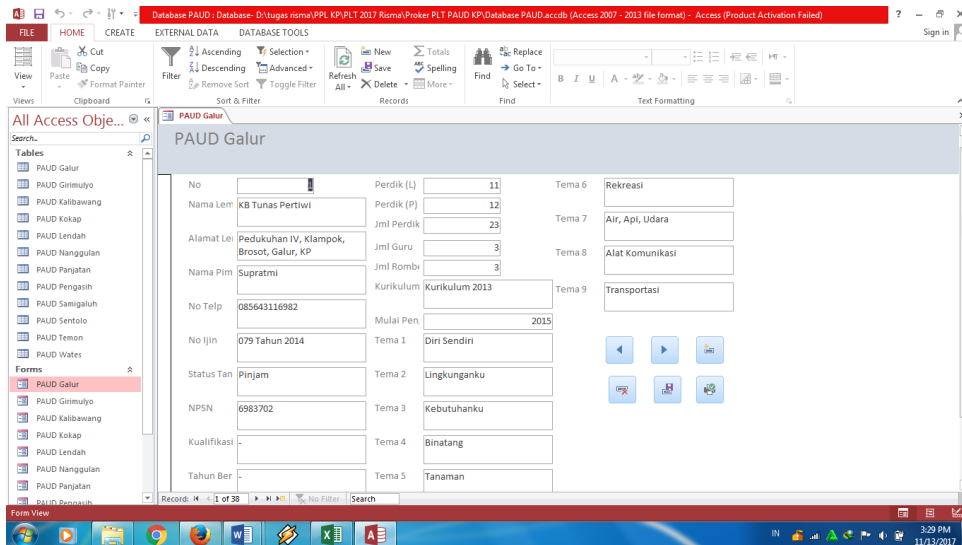 Database PAUD : Database- D:\tugas risma\PPL KP\PLT 2017 Risma\Proker PLT PAUD KP\Database PAUD.accdb (Access 2007 - 2013 file format) - Access (Product Activation Failed)
FILE HOME CREATE EXTERNAL DATA DATABASE TOOLS Sign in
View
Paste
Cut
Copy
Format Painter
Filter
Ascending
Descending
Remove Sort
Selection
Advanced
Toggle Filter
Refresh All
New
Save
Delete
Totals
Spelling
More
Find
Replace
Go To
Select
B I U
Views Clipboard Sort & Filter Records Find Text Formatting
All Access Obje...
Search...
Tables
PAUD Galur
PAUD Girimulyo
PAUD Kalibawang
PAUD Kokap
PAUD Lendah
PAUD Nanggulan
PAUD Panjatan
PAUD Pengasih
PAUD Samigaluh
PAUD Sentolo
PAUD Temon
PAUD Wates
Forms
PAUD Galur
PAUD Girimulyo
PAUD Kalibawang
PAUD Kokap
PAUD Lendah
PAUD Nanggulan
PAUD Panjatan
PAUD Pengasih
PAUD Galur
PAUD Galur
No
Nama Lem KB Tunas Pertiwi
Alamat Le Pedukuhan IV, Klampok,
Brosot, Galur, KP
Nama Pim Supratmi
No Telp 085643116982
No Ijin 079 Tahun 2014
Status Tan Pinjam
NPSN 6983702
Kualifikasi -
Tahun Ber -
Perdik (L) 11
Perdik (P) 12
Jml Perdik 23
Jml Guru 3
Jml Rombe 3
Kurikulum Kurikulum 2013
Mulai Pen 2015
Tema 1 Diri Sendiri
Tema 2 Lingkunganku
Tema 3 Kebutuhanku
Tema 4 Binatang
Tema 5 Tanaman
Tema 6 Rekreasi
Tema 7 Air, Api, Udara
Tema 8 Alat Komunikasi
Tema 9 Transportasi
Record: 1 of 38 No Filter Search
Form View
IN 3:29 PM
11/13/2017